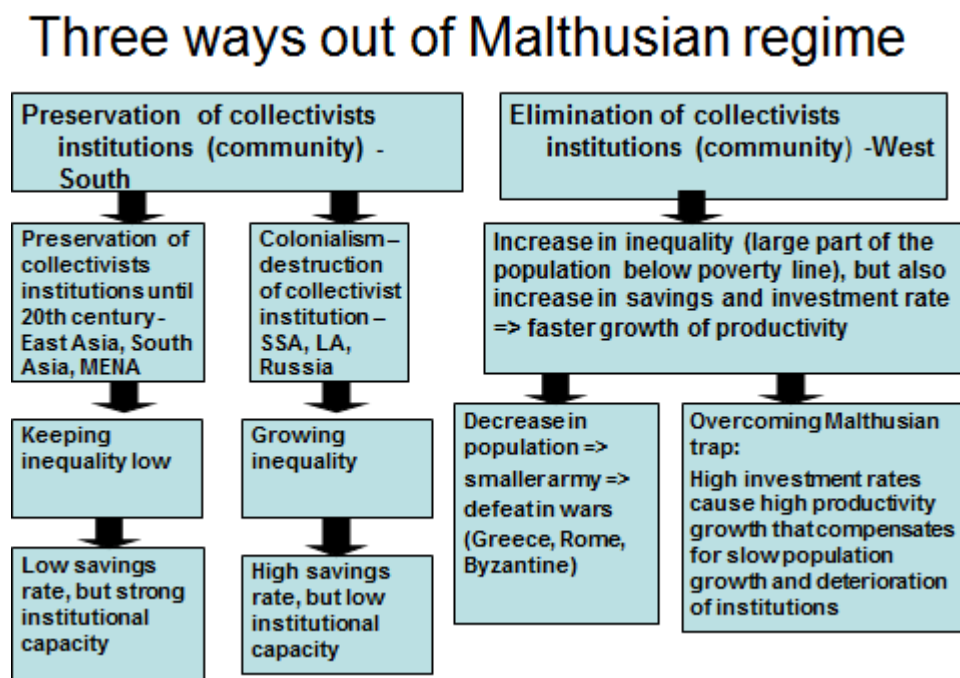 Three ways out of Malthusian regime
Preservation of collectivists
institutions (community) -
South
Elimination of collectivists
institutions (community) -West
Preservation of
collectivists
institutions until
20th century-
East Asia, South
Asia, MENA
Colonialism–
destruction
of collectivist
institution–
SSA, LA,
Russia
Increase in inequality (large part of the
population below poverty line), but also
increase in savings and investment rate
=> faster growth of productivity
Keeping
inequality low
Growing
inequality
Decrease in
population =>
smaller army =>
defeat in wars
(Greece, Rome,
Byzantine)
Overcoming Malthusian
trap:
High investment rates
cause high productivity
growth that compensates
for slow population
growth and deterioration
of institutions
Low savings
rate, but strong
institutional
capacity
High savings
rate, but low
institutional
capacity